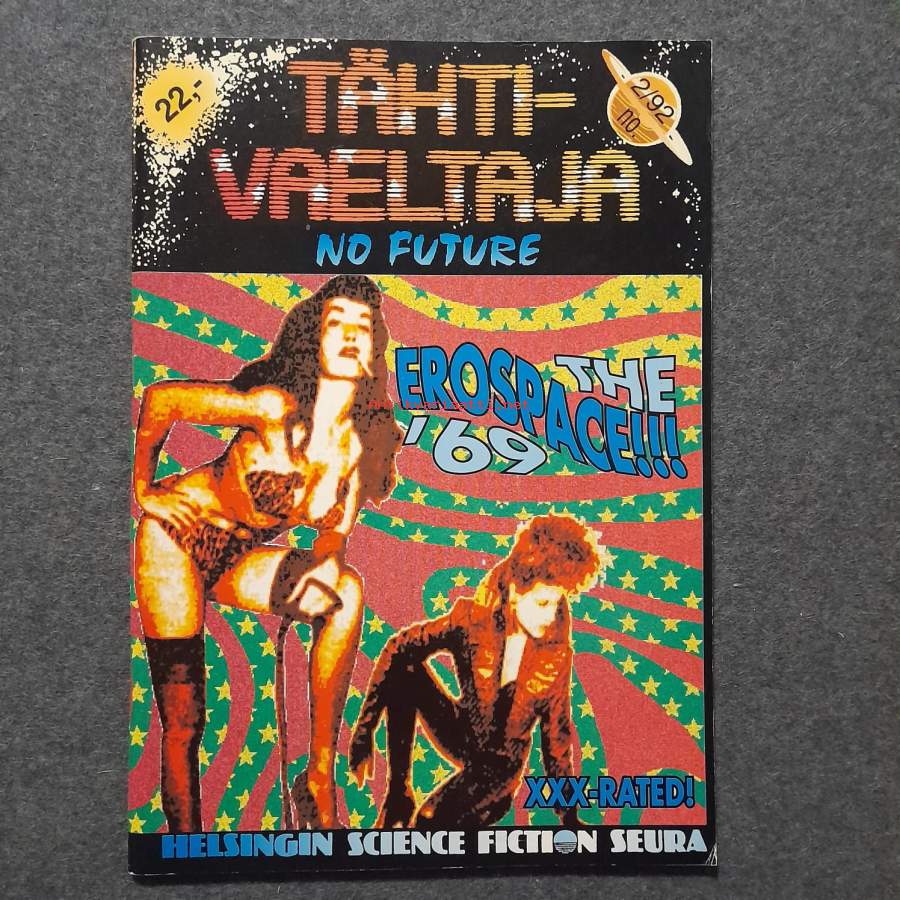 22,-
TÄHTI-
VAELTAJA
2/92
no.
NO FUTURE
THE
EROSPACE!!!
'69
XXX-RATED!
HELSINGIN SCIENCE FICTION SEURA